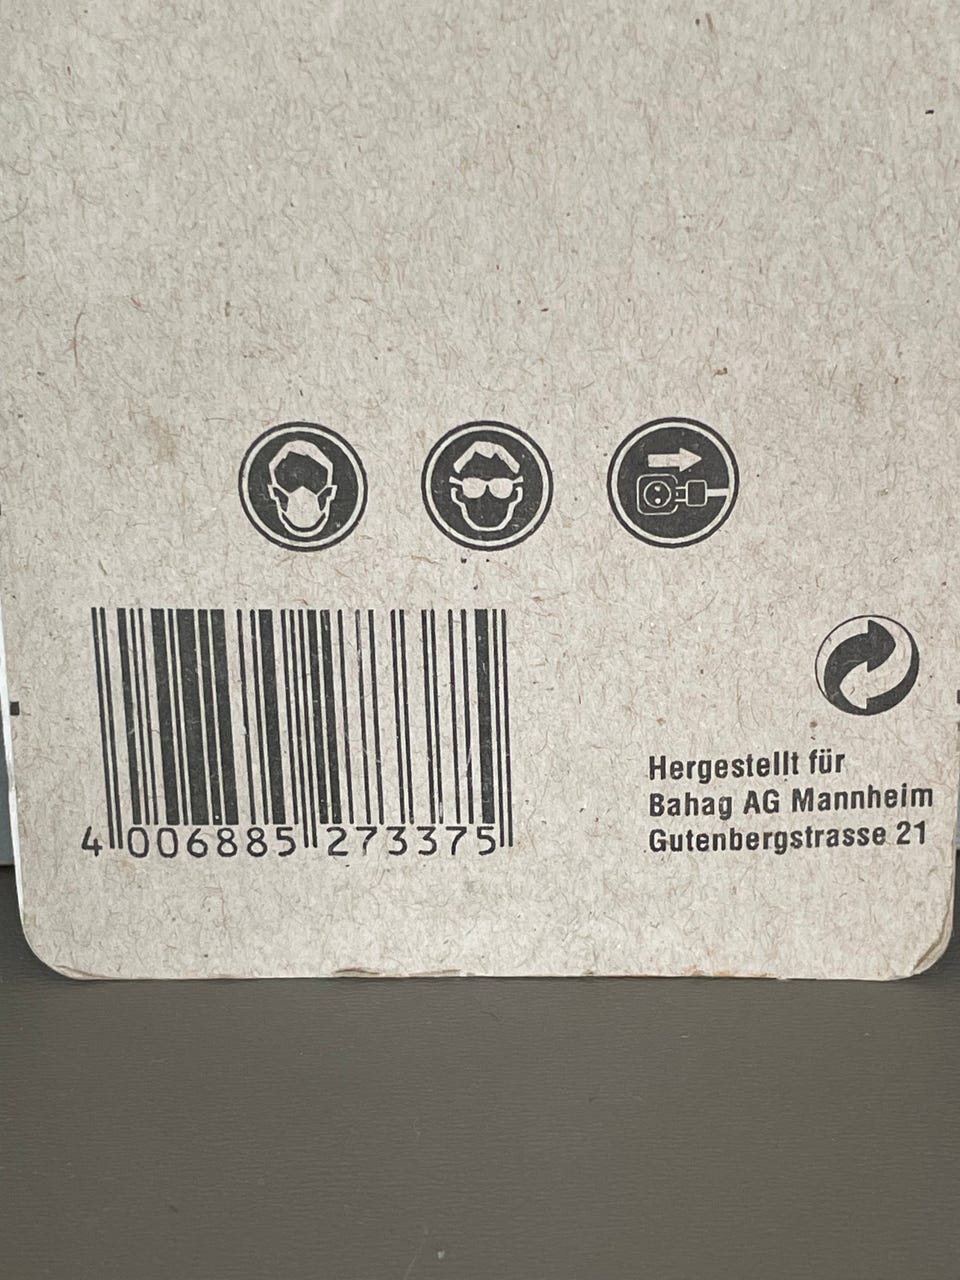 4 006885 273375
Hergestellt für
Bahag AG Mannheim
Gutenbergstrasse 21